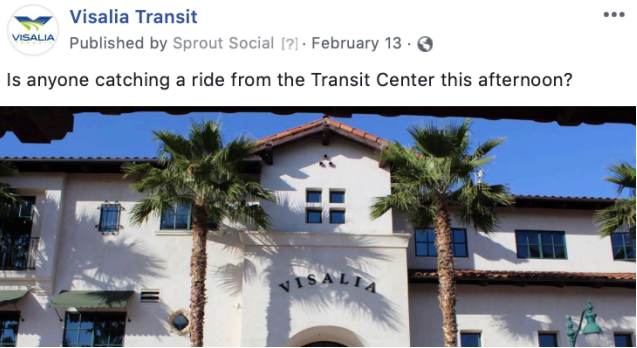 Visalia Transit
VISALIA
TRANSIT
Published by Sprout Social [?] · February 13 ·
Is anyone catching a ride from the Transit Center this afternoon?
VISALIA